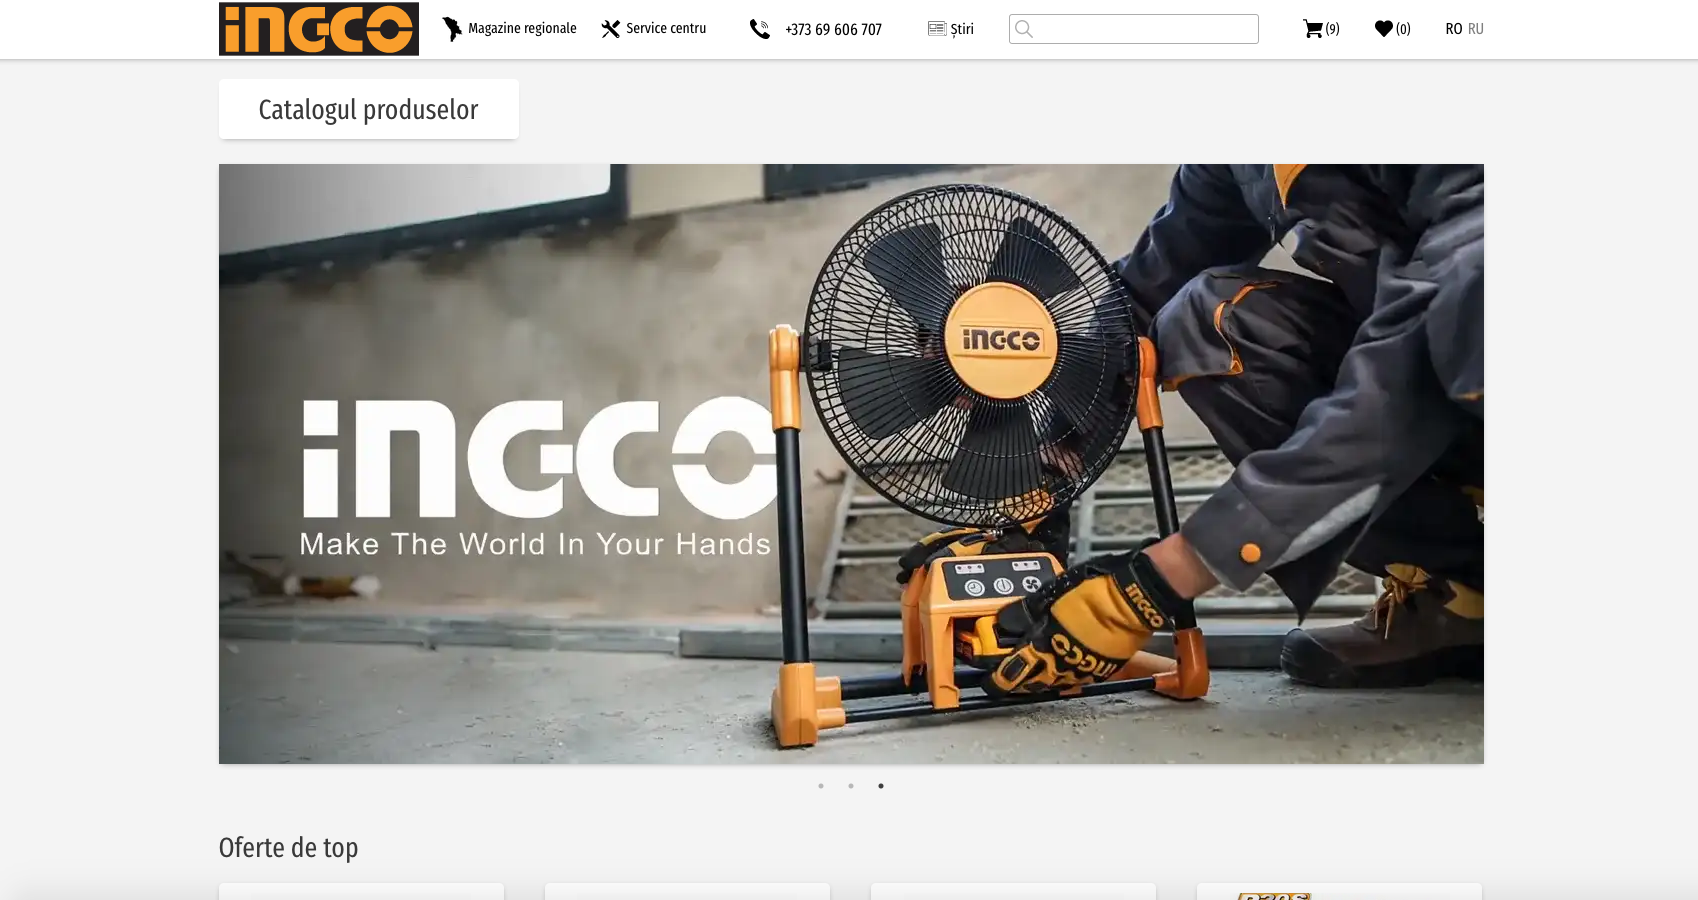 INGCO
Magazine regionale
Service centru
+373 69 606 707
Știri
(9)
(0)
RO RU
Catalogul produselor
INGCO
INGCO
Make The World In Your Hands
INGCO
INGCO
Oferte de top